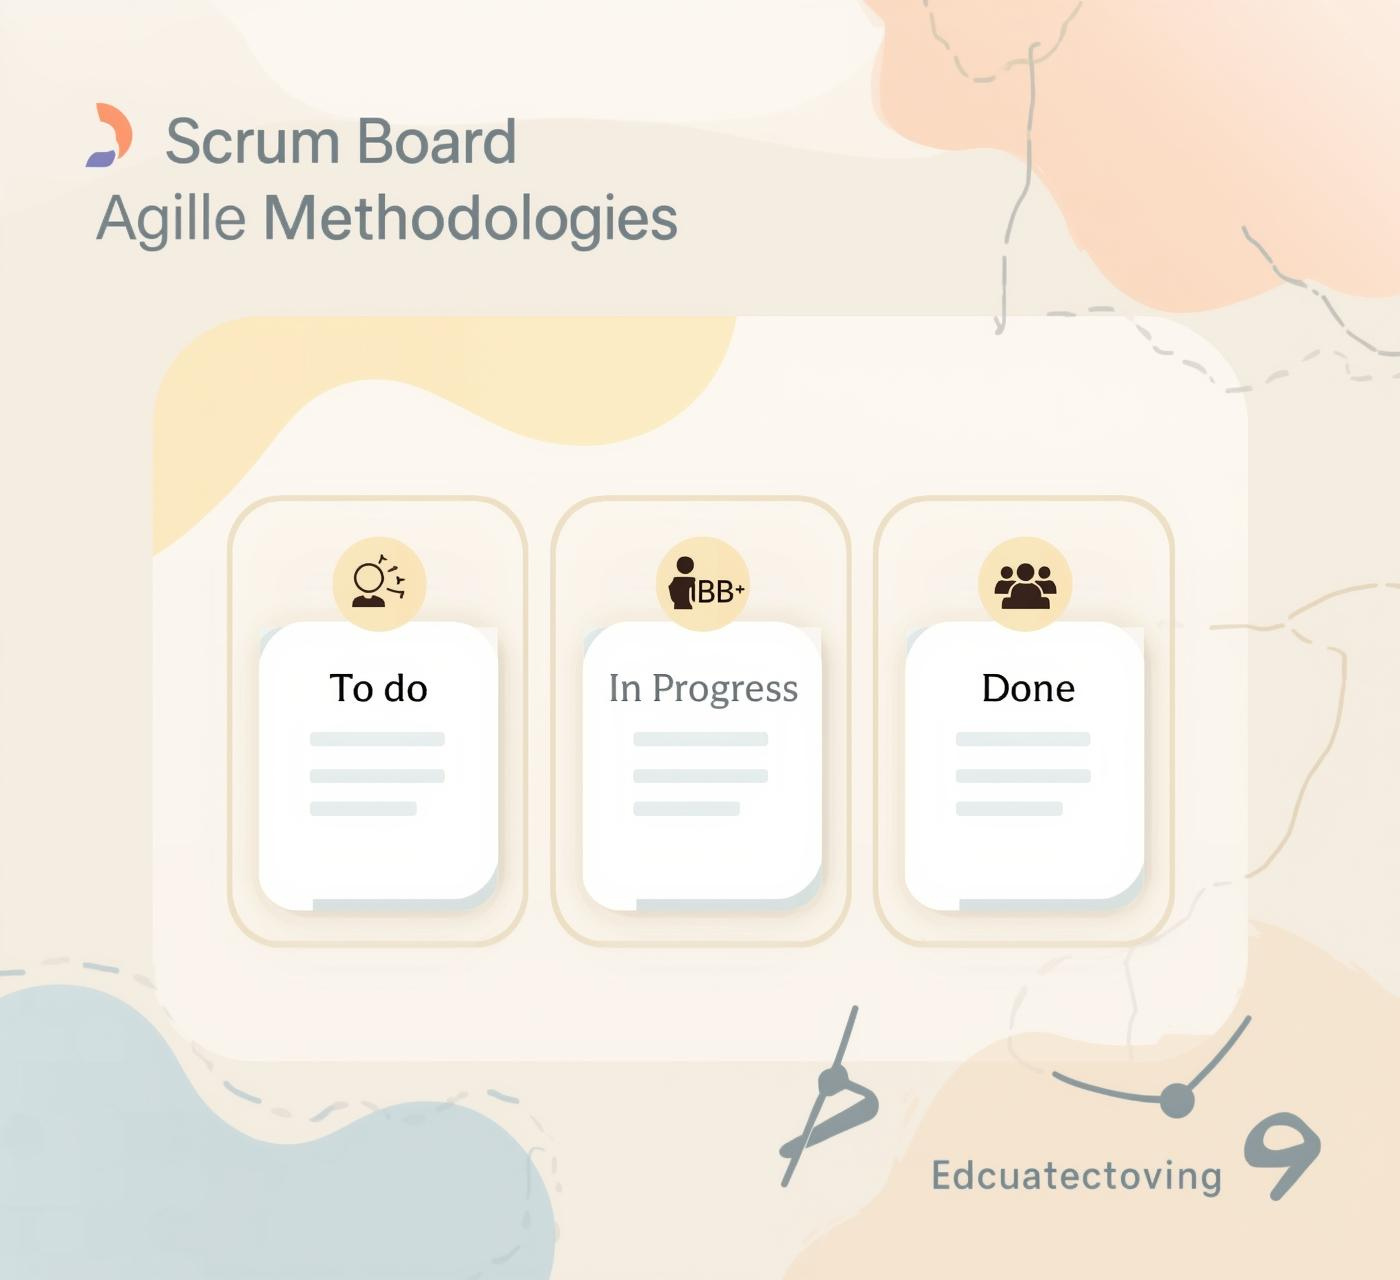 Scrum Board
Agille Methodologies
BB+
To do
In Progress
Done
Edcuatectoving